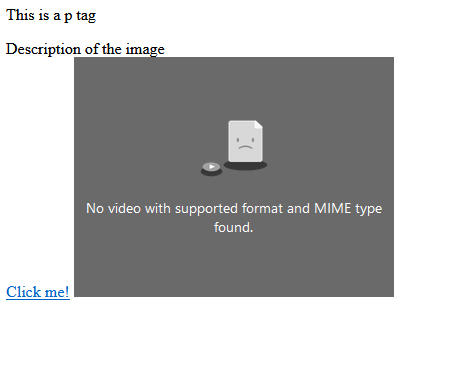 This is a p tag
Description of the image
No video with supported format and MIME type
found.
Click me!